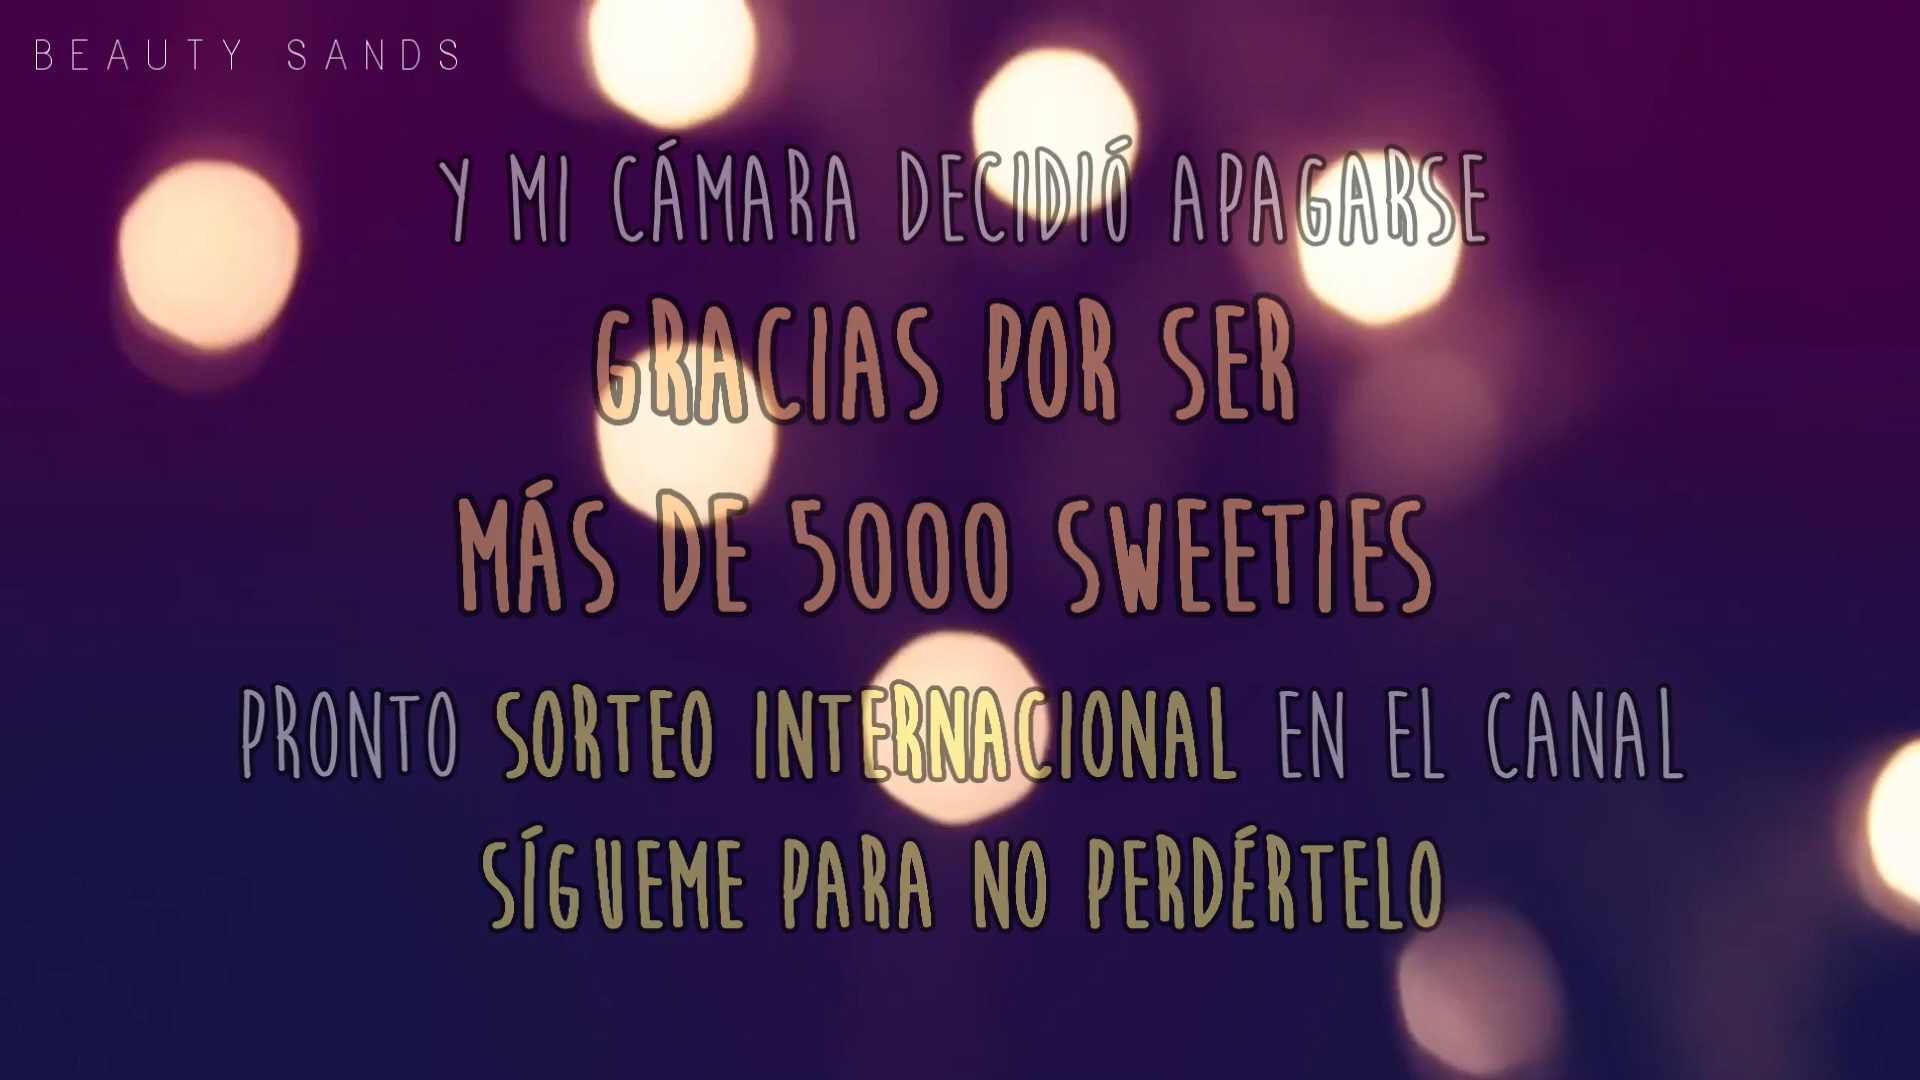 BEAUTY SANDS
Y MI CÁMARA DECIDIÓ APAGARSE
GRACIAS POR SER
MÁS DE 5000 SWEETIES
PRONTO SORTEO INTERNACIONAL EN EL CANAL
SÍGUEME PARA NO PERDÉRTELO